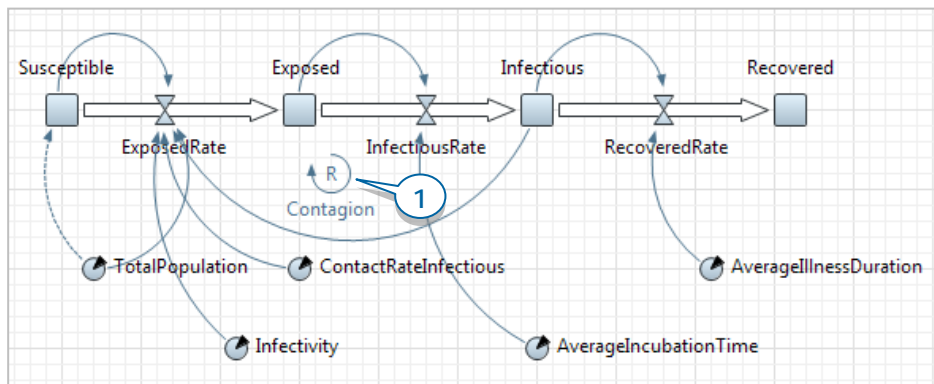 Susceptible
Exposed
Infectious
Recovered
ExposedRate
InfectiousRate
RecoveredRate
R
1
Contagion
TotalPopulation
ContactRateInfectious
AverageIllnessDuration
Infectivity
AverageIncubationTime